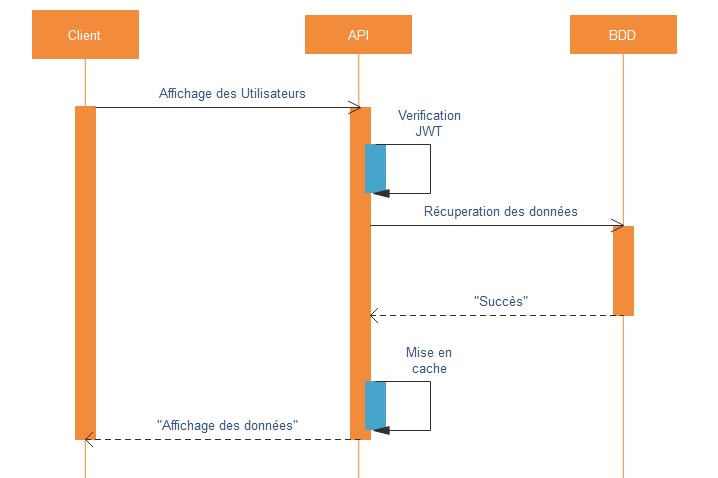 Client
API
BDD
Affichage des Utilisateurs
Verification
JWT
Récuperation des données
"Succès"
Mise en
cache
"Affichage des données"